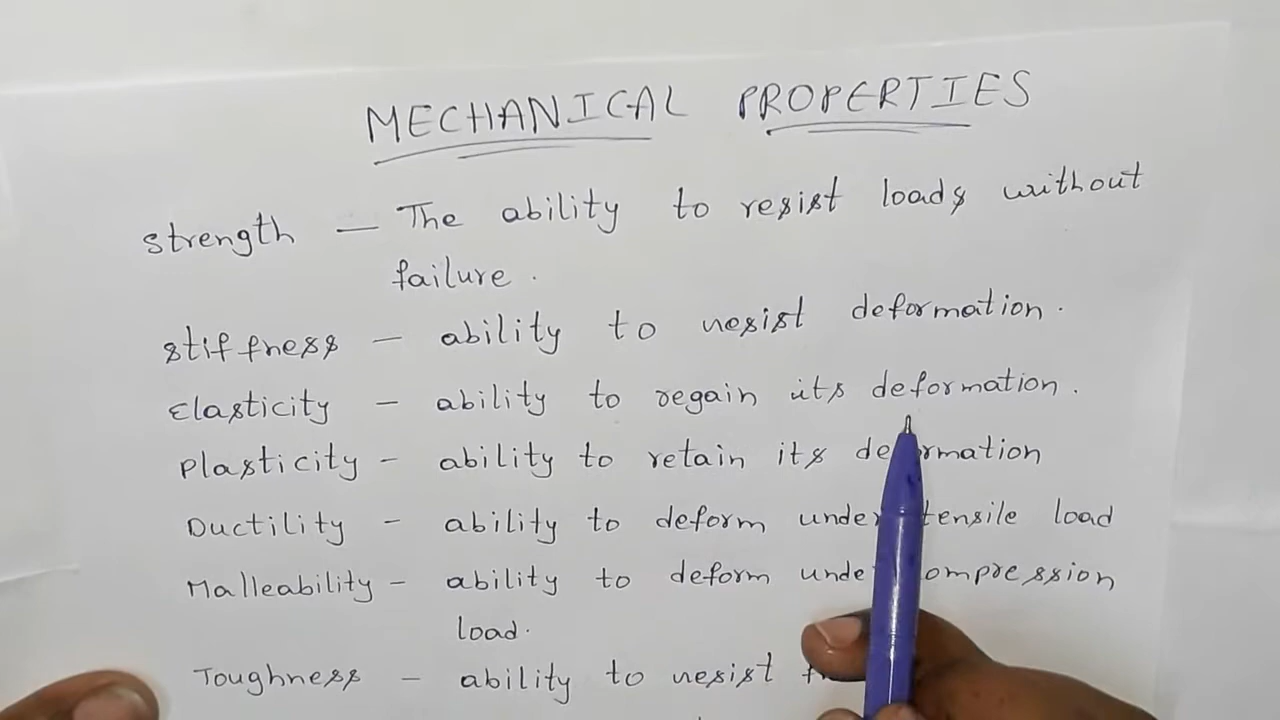 MECHANICAL PROPERTIES
strength — The ability to resist loads without
failure.
stiffness — ability to resist deformation.
Elasticity - ability to regain its deformation.
Plasticity - ability to retain its deformation
Ductility - ability to deform under tensile load
Malleability - ability to deform under compression
load.
Toughness - ability to resist